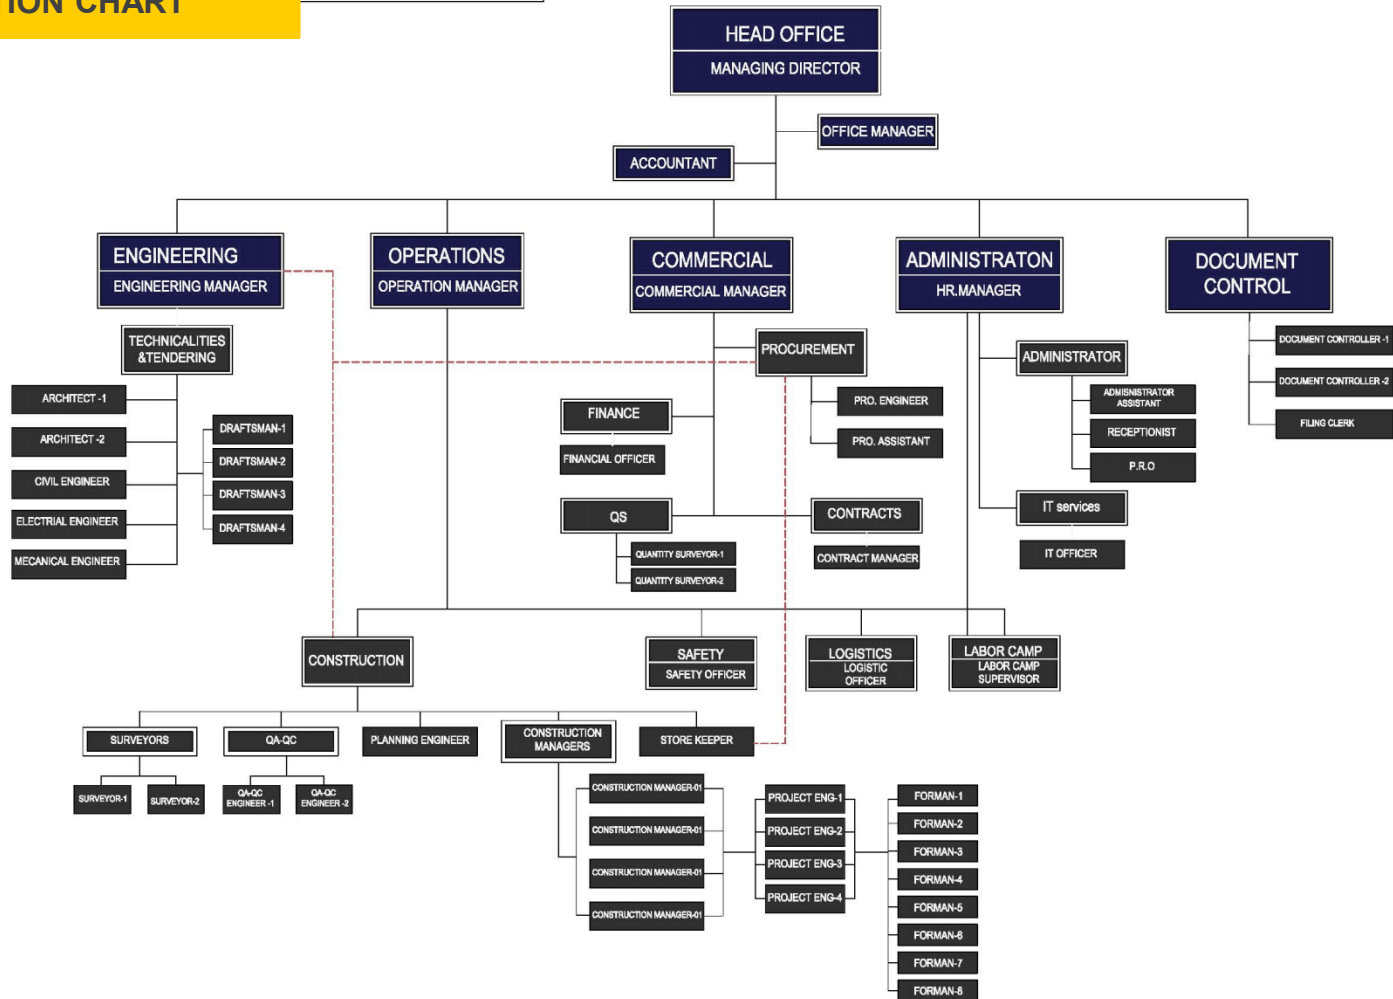 TION CHART
HEAD OFFICE
MANAGING DIRECTOR
OFFICE MANAGER
ACCOUNTANT
ENGINEERING
ENGINEERING MANAGER
OPERATIONS
OPERATION MANAGER
COMMERCIAL
COMMERCIAL MANAGER
ADMINISTRATON
HR.MANAGER
DOCUMENT
CONTROL
TECHNICALITIES
&TENDERING
ARCHITECT -1
ARCHITECT -2
CIVIL ENGINEER
ELECTRIAL ENGINEER
MECANICAL ENGINEER
DRAFTSMAN-1
DRAFTSMAN-2
DRAFTSMAN-3
DRAFTSMAN-4
PROCUREMENT
PRO. ENGINEER
PRO. ASSISTANT
FINANCE
FINANCIAL OFFICER
QS
QUANTITY SURVEYOR-1
QUANTITY SURVEYOR-2
CONTRACTS
CONTRACT MANAGER
ADMINISTRATOR
ADMISNISTRATOR
ASSISTANT
RECEPTIONIST
P.R.O
IT services
IT OFFICER
DOCUMENT CONTROLLER -1
DOCUMENT CONTROLLER -2
FILING CLERK
CONSTRUCTION
SAFETY
SAFETY OFFICER
LOGISTICS
LOGISTIC
OFFICER
LABOR CAMP
LABOR CAMP
SUPERVISOR
SURVEYORS
SURVEYOR-1
SURVEYOR-2
QA-QC
QA-QC
ENGINEER -1
QA-QC
ENGINEER -2
PLANNING ENGINEER
CONSTRUCTION
MANAGERS
STORE KEEPER
CONSTRUCTION MANAGER-01
CONSTRUCTION MANAGER-01
CONSTRUCTION MANAGER-01
CONSTRUCTION MANAGER-01
PROJECT ENG-1
PROJECT ENG-2
PROJECT ENG-3
PROJECT ENG-4
FORMAN-1
FORMAN-2
FORMAN-3
FORMAN-4
FORMAN-5
FORMAN-6
FORMAN-7
FORMAN-8